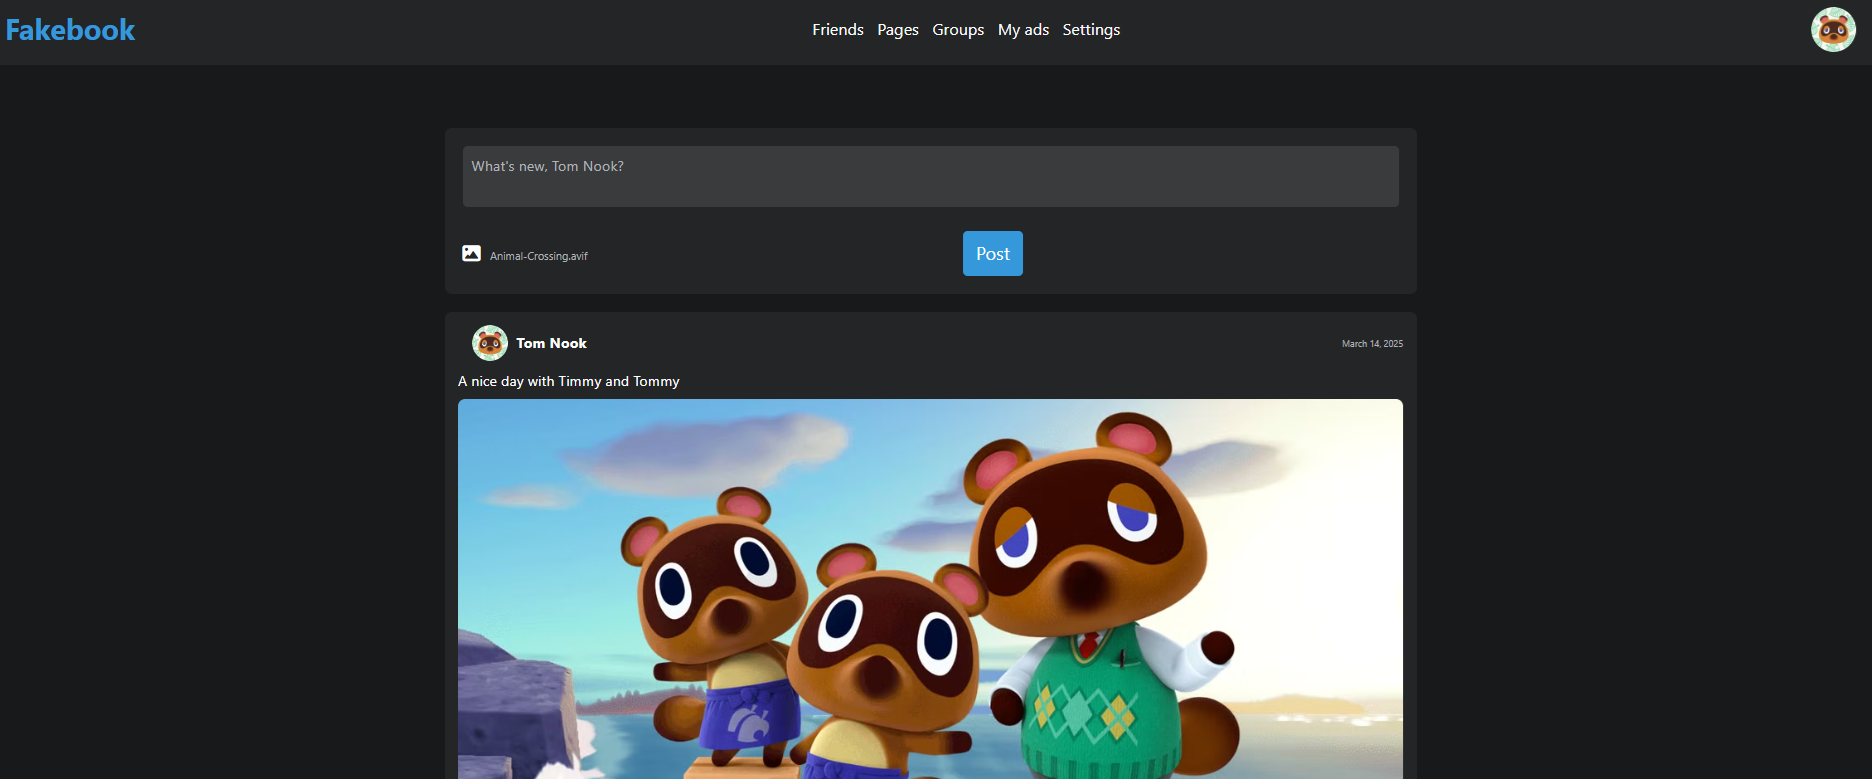 Fakebook
Friends Pages Groups My ads Settings
What's new, Tom Nook?
Animal-Crossing.avif
Post
Tom Nook
March 14, 2025
A nice day with Timmy and Tommy